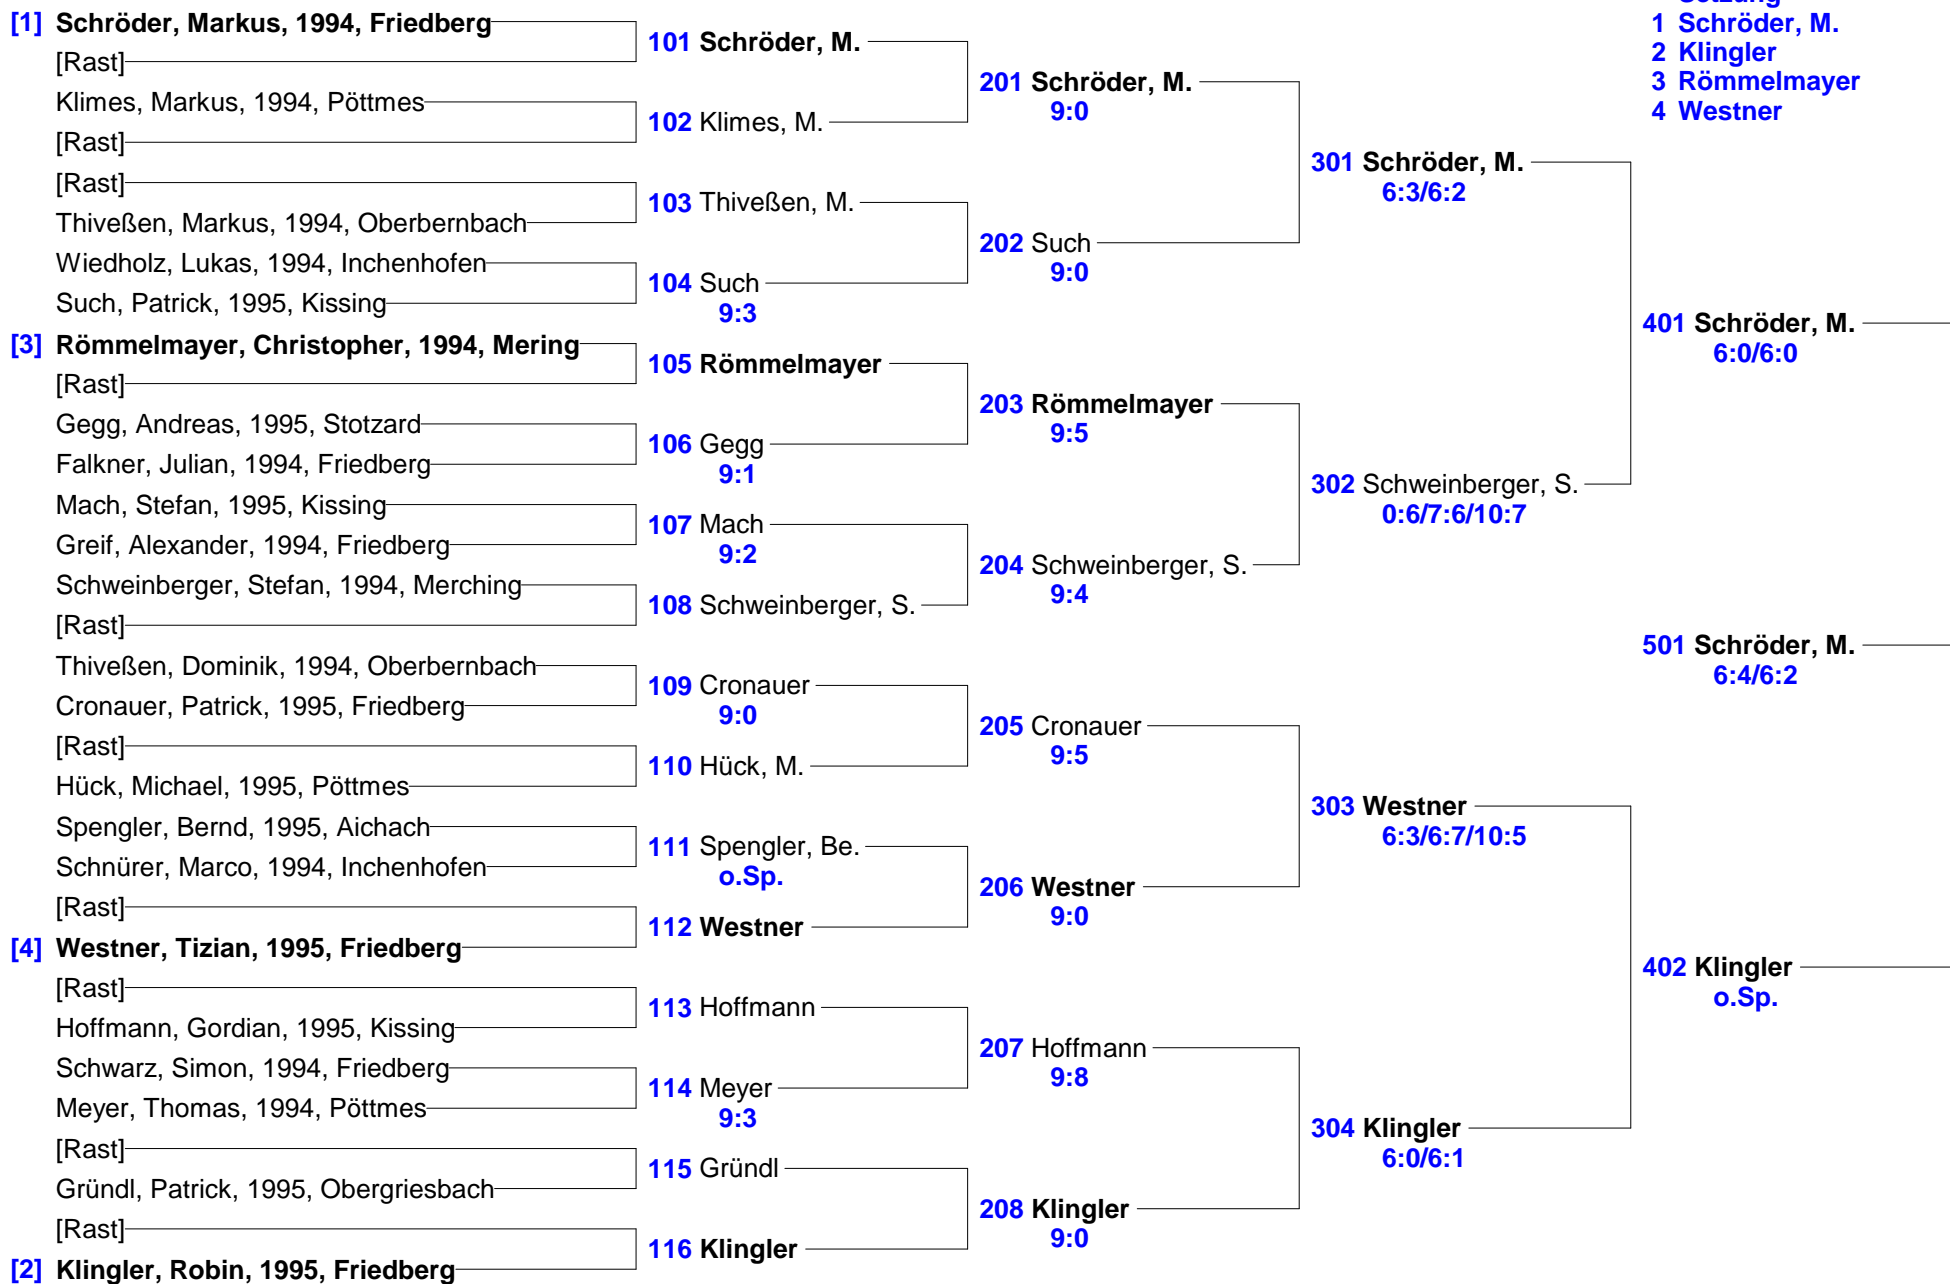 [1] Schröder, Markus, 1994, Friedberg
[Rast]
Klimes, Markus, 1994, Pöttmes
[Rast]
[Rast]
Thiveßen, Markus, 1994, Oberbernbach
Wiedholz, Lukas, 1994, Inchenhofen
Such, Patrick, 1995, Kissing
[3] Römmelmayer, Christopher, 1994, Mering
[Rast]
Gegg, Andreas, 1995, Stotzard
Falkner, Julian, 1994, Friedberg
Mach, Stefan, 1995, Kissing
Greif, Alexander, 1994, Friedberg
Schweinberger, Stefan, 1994, Merching
[Rast]
Thiveßen, Dominik, 1994, Oberbernbach
Cronauer, Patrick, 1995, Friedberg
[Rast]
Hück, Michael, 1995, Pöttmes
Spengler, Bernd, 1995, Aichach
Schnürer, Marco, 1994, Inchenhofen
[Rast]
[4] Westner, Tizian, 1995, Friedberg
[Rast]
Hoffmann, Gordian, 1995, Kissing
Schwarz, Simon, 1994, Friedberg
Meyer, Thomas, 1994, Pöttmes
[Rast]
Gründl, Patrick, 1995, Obergriesbach
[Rast]
[2] Klingler, Robin, 1995, Friedberg
101 Schröder, M.
102 Klimes, M.
103 Thiveßen, M.
104 Such
9:3
105 Römmelmayer
106 Gegg
9:1
107 Mach
9:2
108 Schweinberger, S.
109 Cronauer
9:0
110 Hück, M.
111 Spengler, Be.
o.Sp.
112 Westner
113 Hoffmann
114 Meyer
9:3
115 Gründl
116 Klingler
201 Schröder, M.
9:0
202 Such
9:0
203 Römmelmayer
9:5
204 Schweinberger, S.
9:4
205 Cronauer
9:5
206 Westner
9:0
207 Hoffmann
9:8
208 Klingler
9:0
301 Schröder, M.
6:3/6:2
302 Schweinberger, S.
0:6/7:6/10:7
303 Westner
6:3/6:7/10:5
304 Klingler
6:0/6:1
Setzung
1 Schröder, M.
2 Klingler
3 Römmelmayer
4 Westner
401 Schröder, M.
6:0/6:0
501 Schröder, M.
6:4/6:2
402 Klingler
o.Sp.